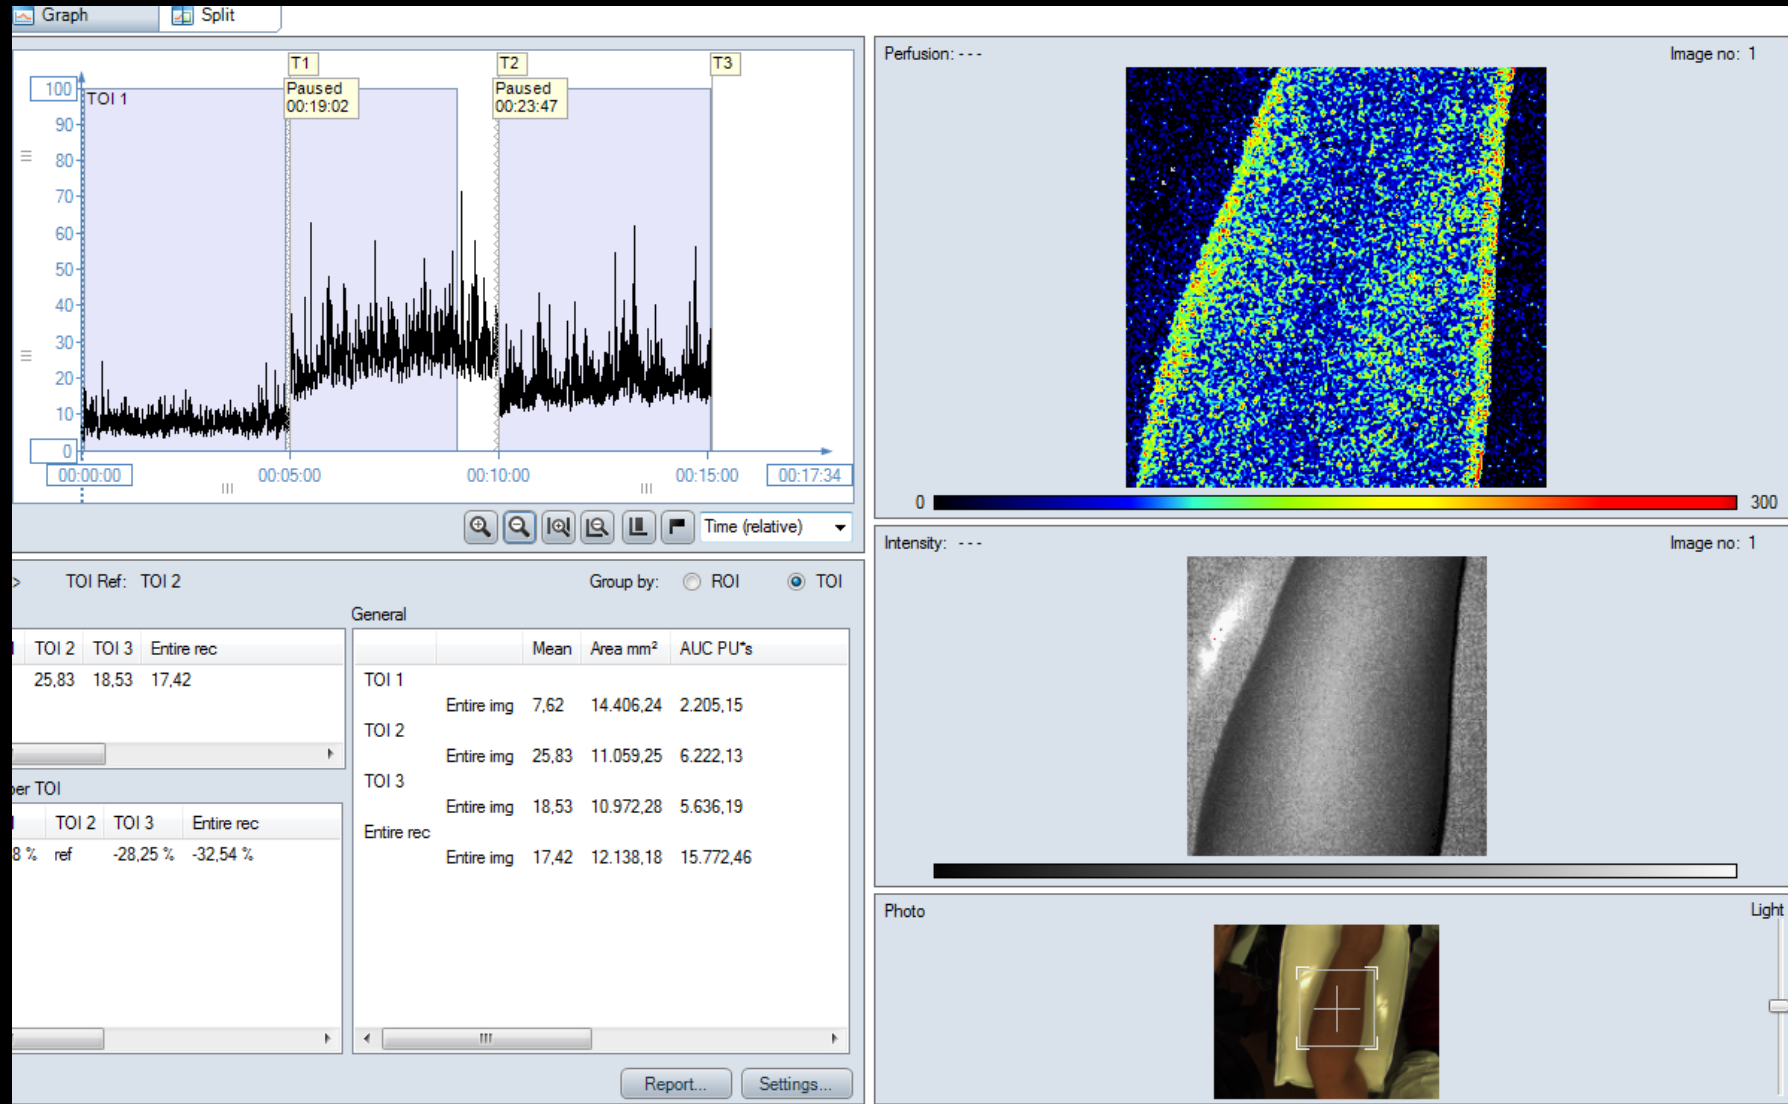 Graph Split
T1 T2 T3
Paused
00:19:02
Paused
00:23:47
TOI 1
100
90
80
70
60
50
40
30
20
10
0
00:00:00 00:05:00 00:10:00 00:15:00 00:17:34
Time (relative)
Perfusion: - - - Image no: 1
0 300
Intensity: - - - Image no: 1
Photo Light
> TOI Ref: TOI 2 Group by: ROI TOI
TOI 2 TOI 3 Entire rec
25,83 18,53 17,42
per TOI
TOI 2 TOI 3 Entire rec
8 % ref -28,25 % -32,54 %
General
Mean Area mm² AUC PU*s
TOI 1
Entire img 7,62 14.406,24 2.205,15
TOI 2
Entire img 25,83 11.059,25 6.222,13
TOI 3
Entire img 18,53 10.972,28 5.636,19
Entire rec
Entire img 17,42 12.138,18 15.772,46
Report... Settings...